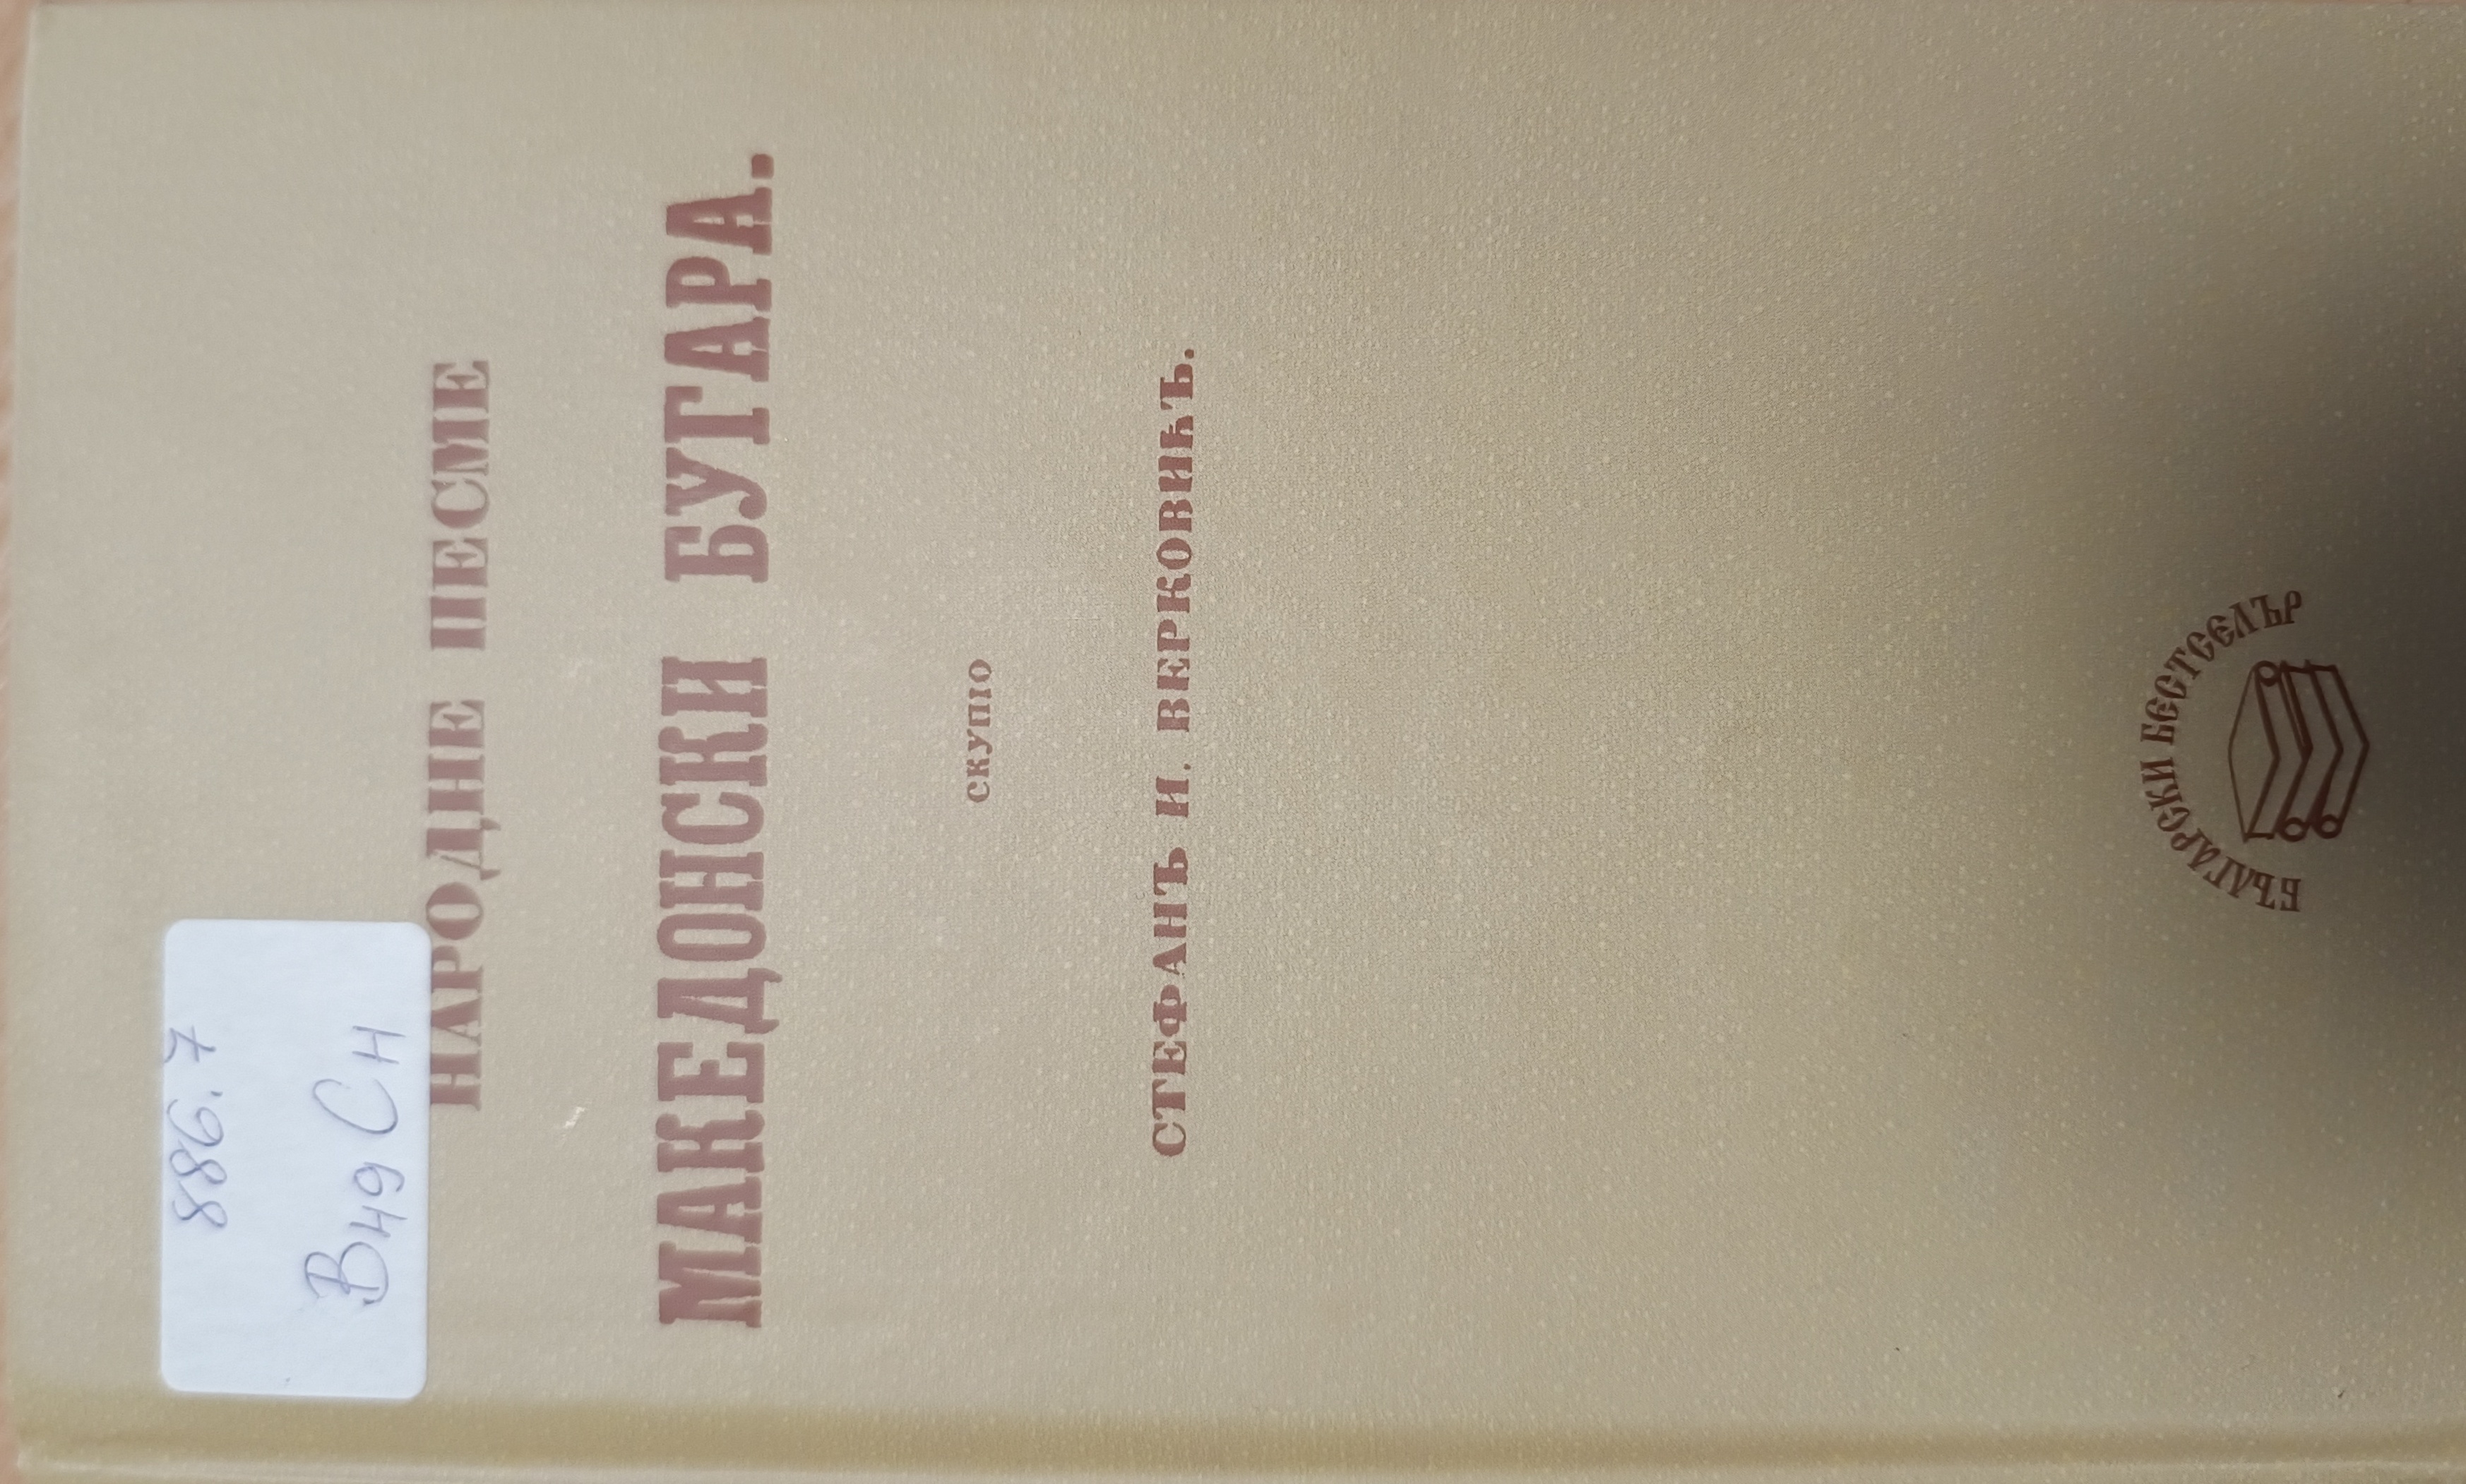 886.7
В49 Сн
НАРОДНЕ ПЕСМЕ
МАКЕДОНСКИ БУГАРА.
СКУПІО
СТЕФАНЪ И. ВЕРКОВИЋЪ.
БЪЛГАРСКИ БЕСТСЕЛЪР